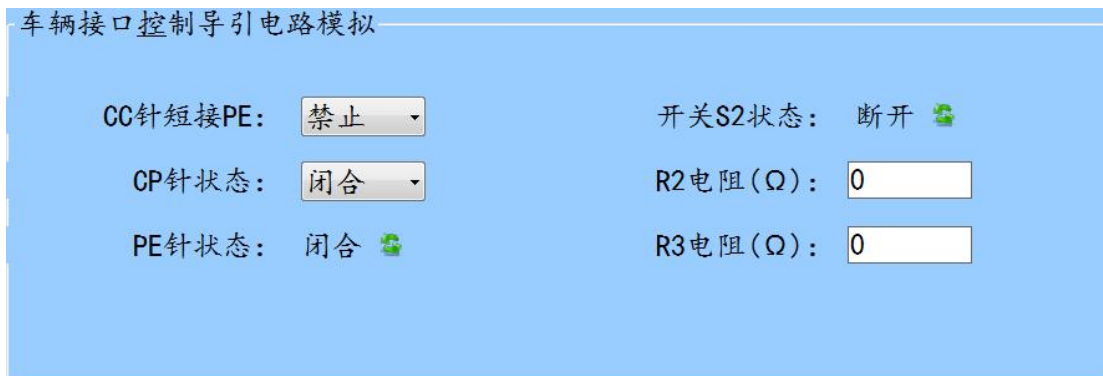 车辆接口控制导引电路模拟
CC针短接PE: 禁止 开关S2状态: 断开
CP针状态: 闭合 R2电阻(Ω): 0
PE针状态: 闭合 R3电阻(Ω): 0